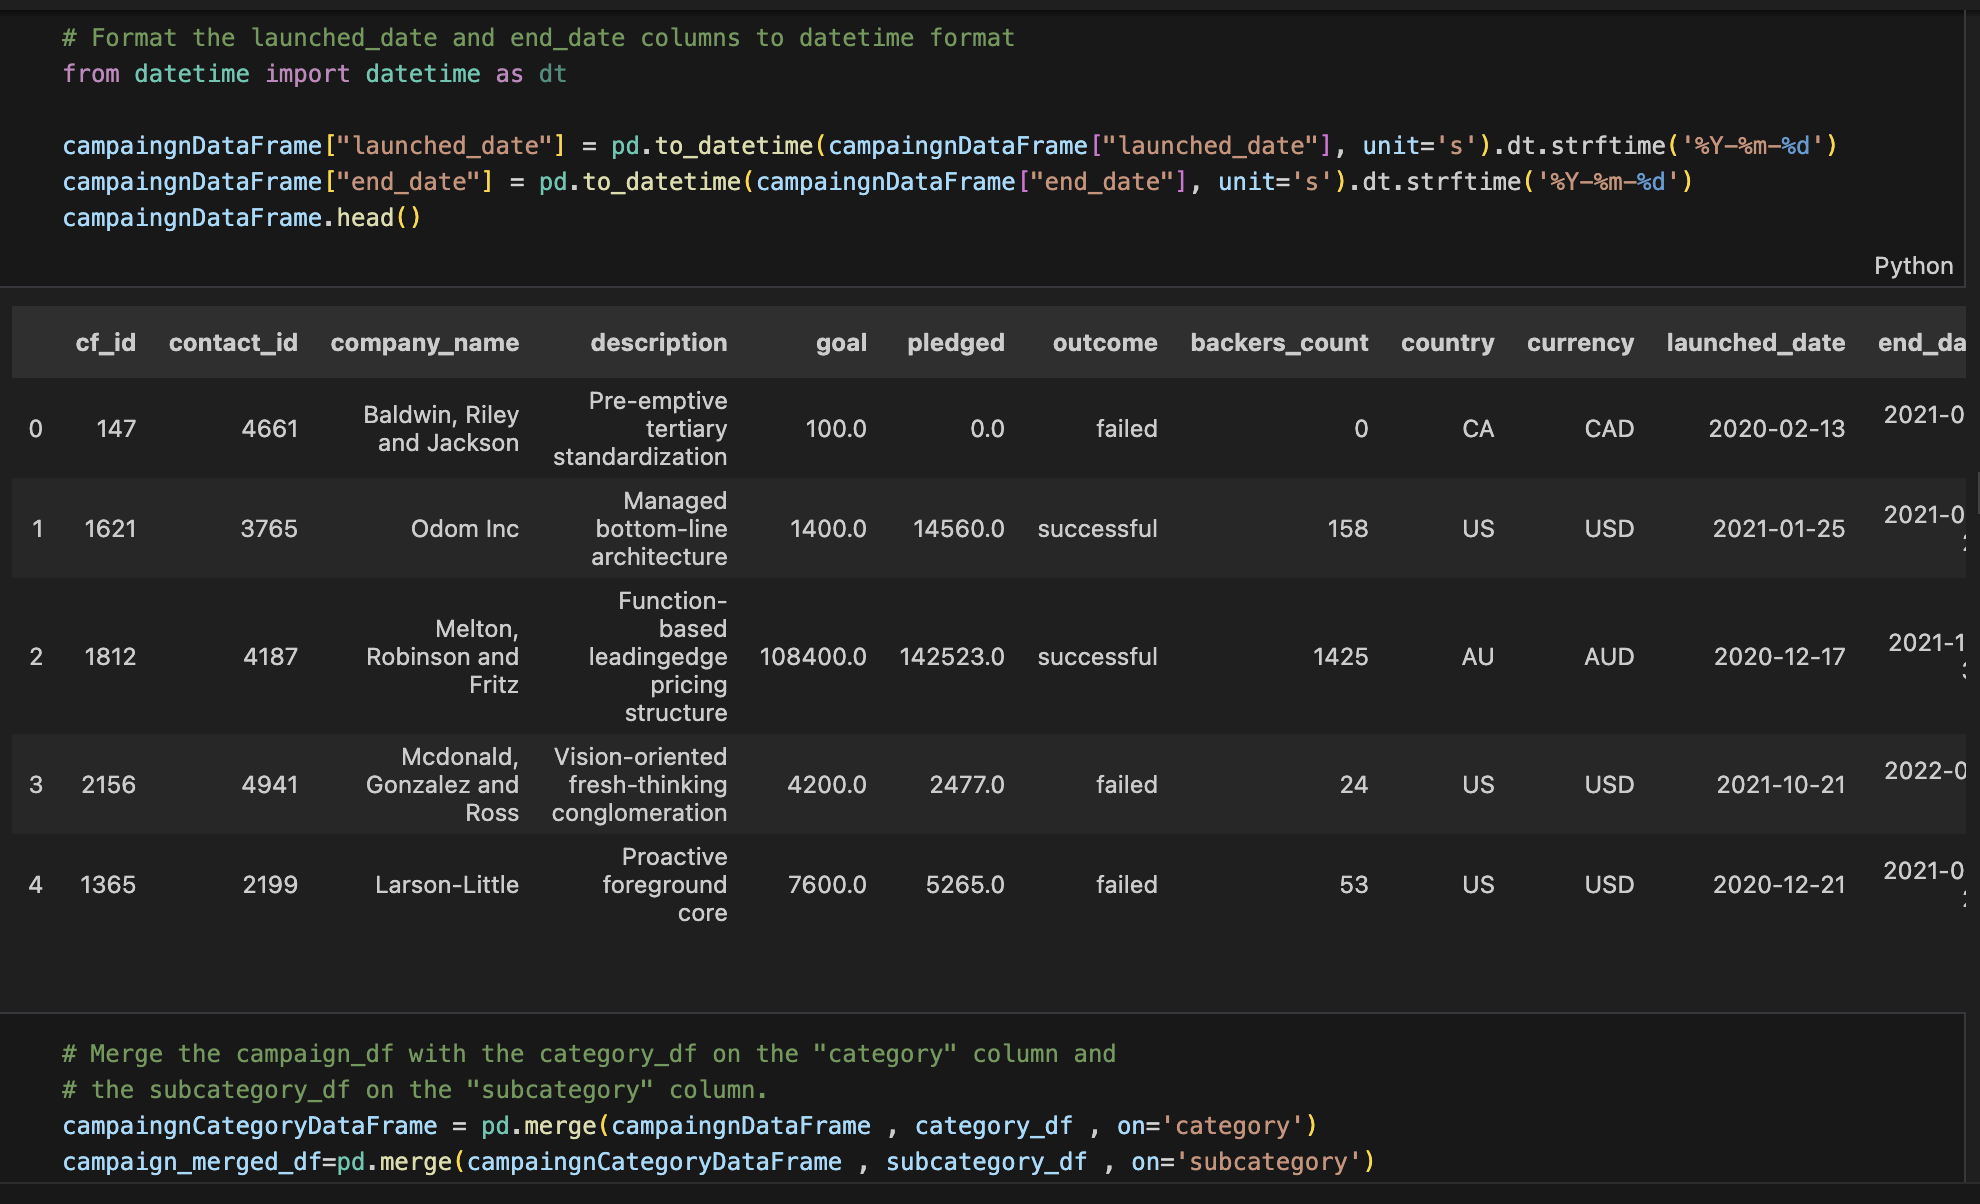 # Format the launched_date and end_date columns to datetime format
from datetime import datetime as dt
campaingnDataFrame["launched_date"] = pd.to_datetime(campaingnDataFrame["launched_date"], unit='s').dt.strftime('%Y-%m-%d')
campaingnDataFrame["end_date"] = pd.to_datetime(campaingnDataFrame["end_date"], unit='s').dt.strftime('%Y-%m-%d')
campaingnDataFrame.head()
Python
cf_id contact_id company_name description goal pledged outcome backers_count country currency launched_date end_da
0 147 4661 Baldwin, Riley and Jackson Pre-emptive tertiary standardization 100.0 0.0 failed 0 CA CAD 2020-02-13 2021-0
1 1621 3765 Odom Inc Managed bottom-line architecture 1400.0 14560.0 successful 158 US USD 2021-01-25 2021-0
2 1812 4187 Melton, Robinson and Fritz Function-based leadingedge pricing structure 108400.0 142523.0 successful 1425 AU AUD 2020-12-17 2021-1
3 2156 4941 Mcdonald, Gonzalez and Ross Vision-oriented fresh-thinking conglomeration 4200.0 2477.0 failed 24 US USD 2021-10-21 2022-0
4 1365 2199 Larson-Little Proactive foreground core 7600.0 5265.0 failed 53 US USD 2020-12-21 2021-0
# Merge the campaign_df with the category_df on the "category" column and
# the subcategory_df on the "subcategory" column.
campaingnCategoryDataFrame = pd.merge(campaingnDataFrame , category_df , on='category')
campaign_merged_df=pd.merge(campaingnCategoryDataFrame , subcategory_df , on='subcategory')